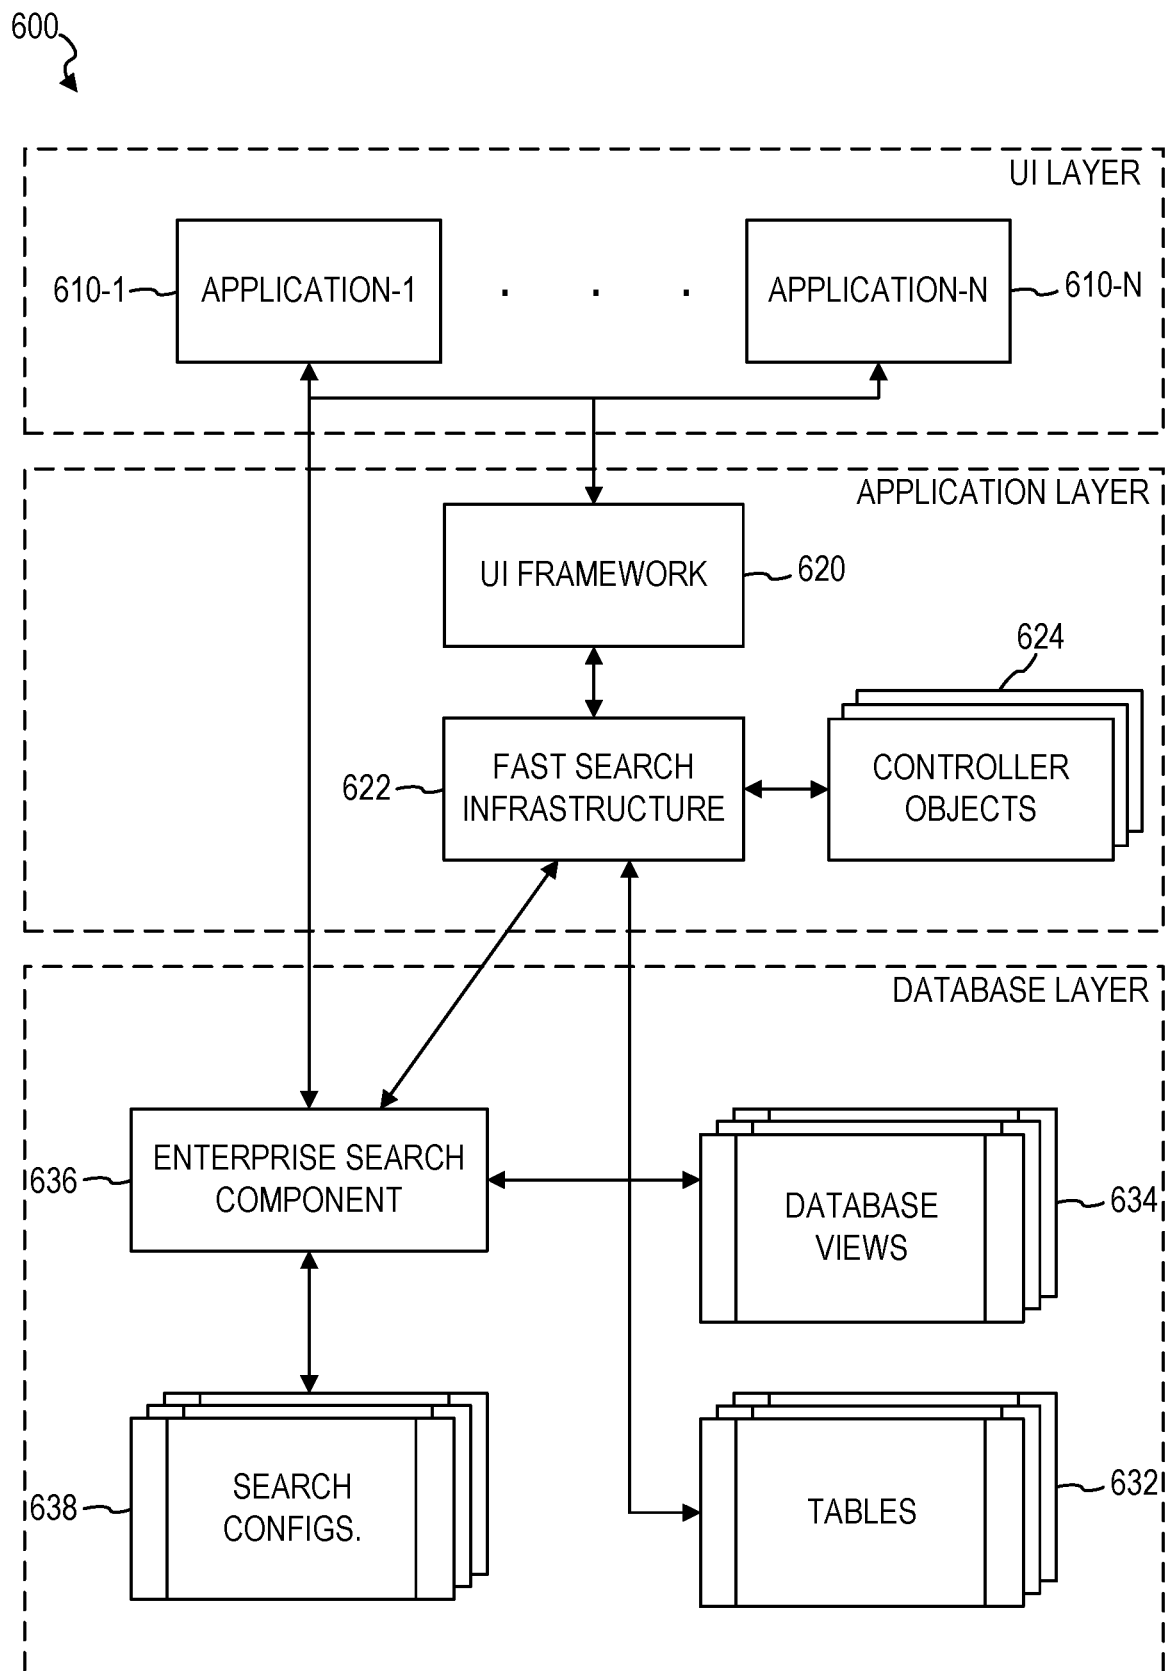 600
UI LAYER
610-1
APPLICATION-1
. . .
APPLICATION-N
610-N
APPLICATION LAYER
UI FRAMEWORK
620
624
622
FAST SEARCH
INFRASTRUCTURE
CONTROLLER
OBJECTS
DATABASE LAYER
636
ENTERPRISE SEARCH
COMPONENT
DATABASE
VIEWS
634
638
SEARCH
CONFIGS.
TABLES
632